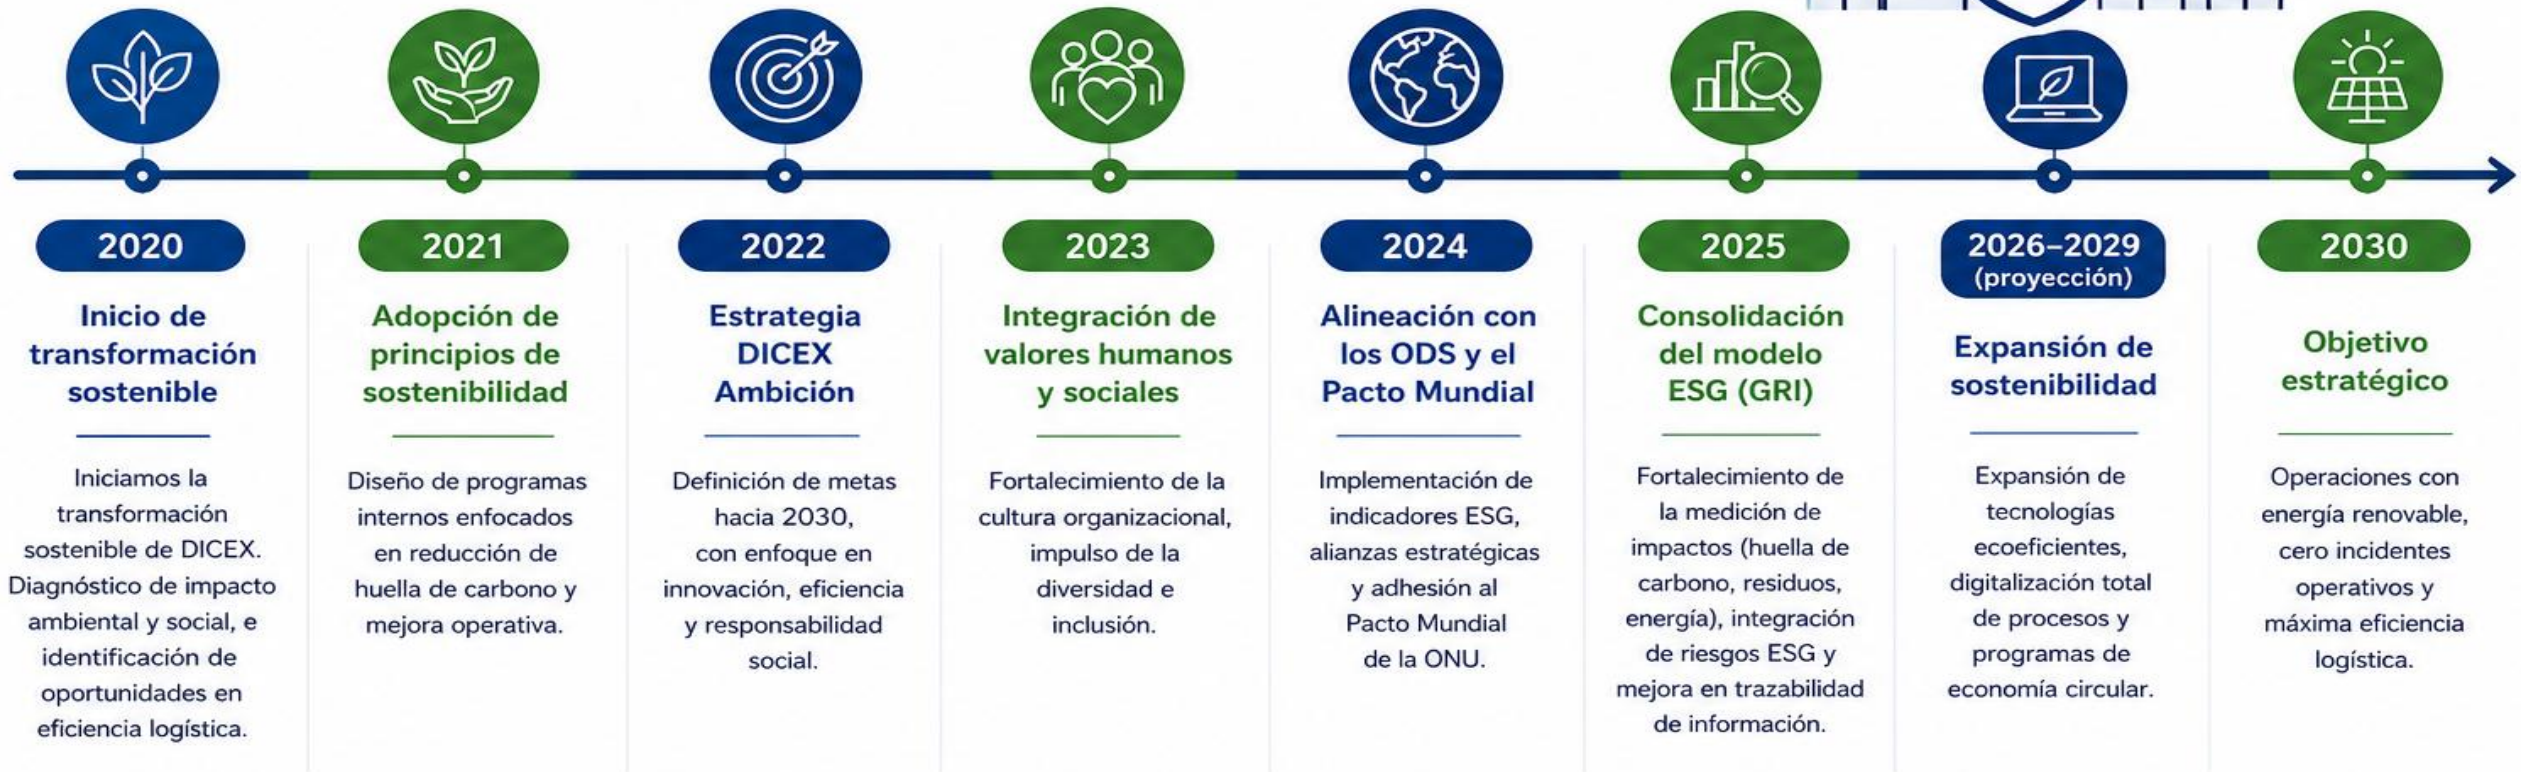 2020
Inicio de
transformación
sostenible
Iniciamos la
transformación
sostenible de DICEX.
Diagnóstico de impacto
ambiental y social, e
identificación de
oportunidades en
eficiencia logística.
2021
Adopción de
principios de
sostenibilidad
Diseño de programas
internos enfocados
en reducción de
huella de carbono y
mejora operativa.
2022
Estrategia
DICEX
Ambición
Definición de metas
hacia 2030,
con enfoque en
innovación, eficiencia
y responsabilidad
social.
2023
Integración de
valores humanos
y sociales
Fortalecimiento de la
cultura organizacional,
impulso de la
diversidad e
inclusión.
2024
Alineación con
los ODS y el
Pacto Mundial
Implementación de
indicadores ESG,
alianzas estratégicas
y adhesión al
Pacto Mundial
de la ONU.
2025
Consolidación
del modelo
ESG (GRI)
Fortalecimiento de
la medición de
impactos (huella de
carbono, residuos,
energía), integración
de riesgos ESG y
mejora en trazabilidad
de información.
2026–2029
(proyección)
Expansión de
sostenibilidad
Expansión de
tecnologías
ecoeficientes,
digitalización total
de procesos y
programas de
economía circular.
2030
Objetivo
estratégico
Operaciones con
energía renovable,
cero incidentes
operativos y
máxima eficiencia
logística.